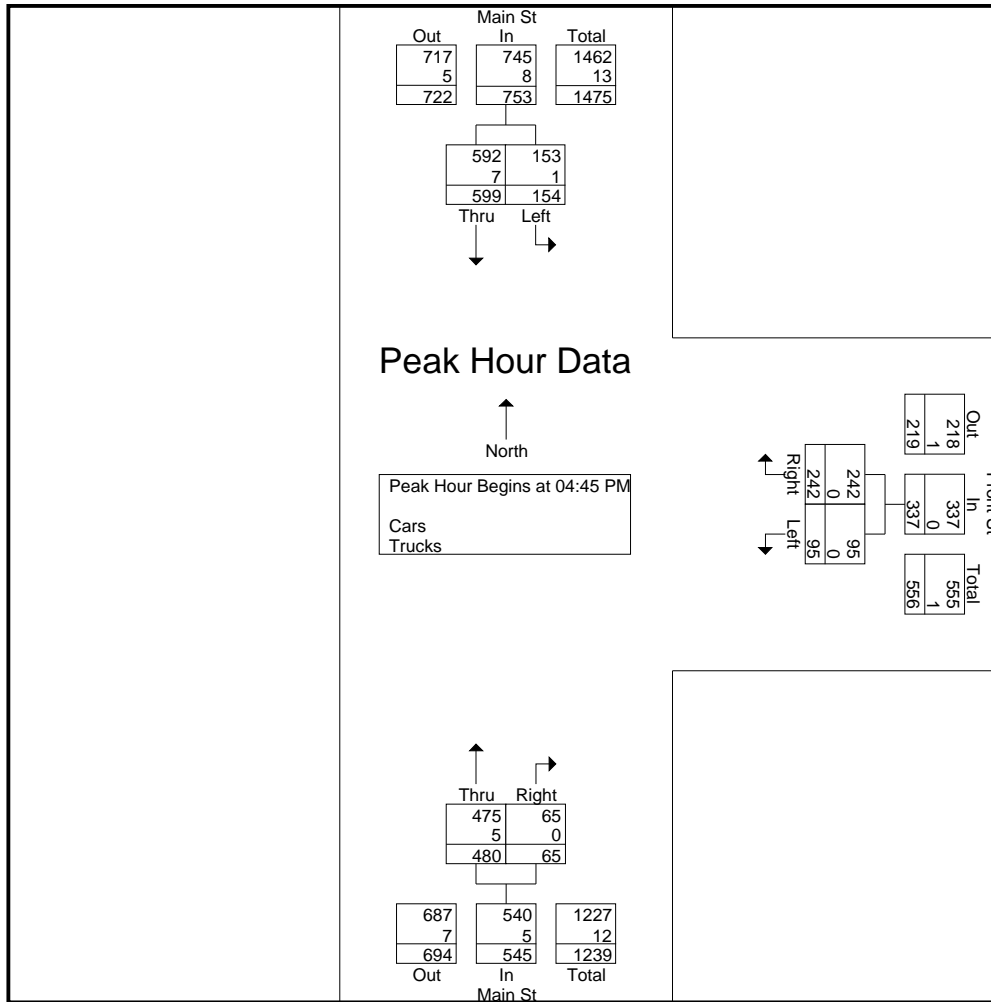 Main St
Out In Total
717 745 1462
5 8 13
722 753 1475
592 153
7 1
599 154
Thru Left
Peak Hour Data
North
Peak Hour Begins at 04:45 PM
Cars
Trucks
Right Left
242 95
0 0
242 95
Out In Total
218 337 555
1 0 1
219 337 556
Thru Right
475 65
5 0
480 65
687 540 1227
7 5 12
694 545 1239
Out In Total
Main St